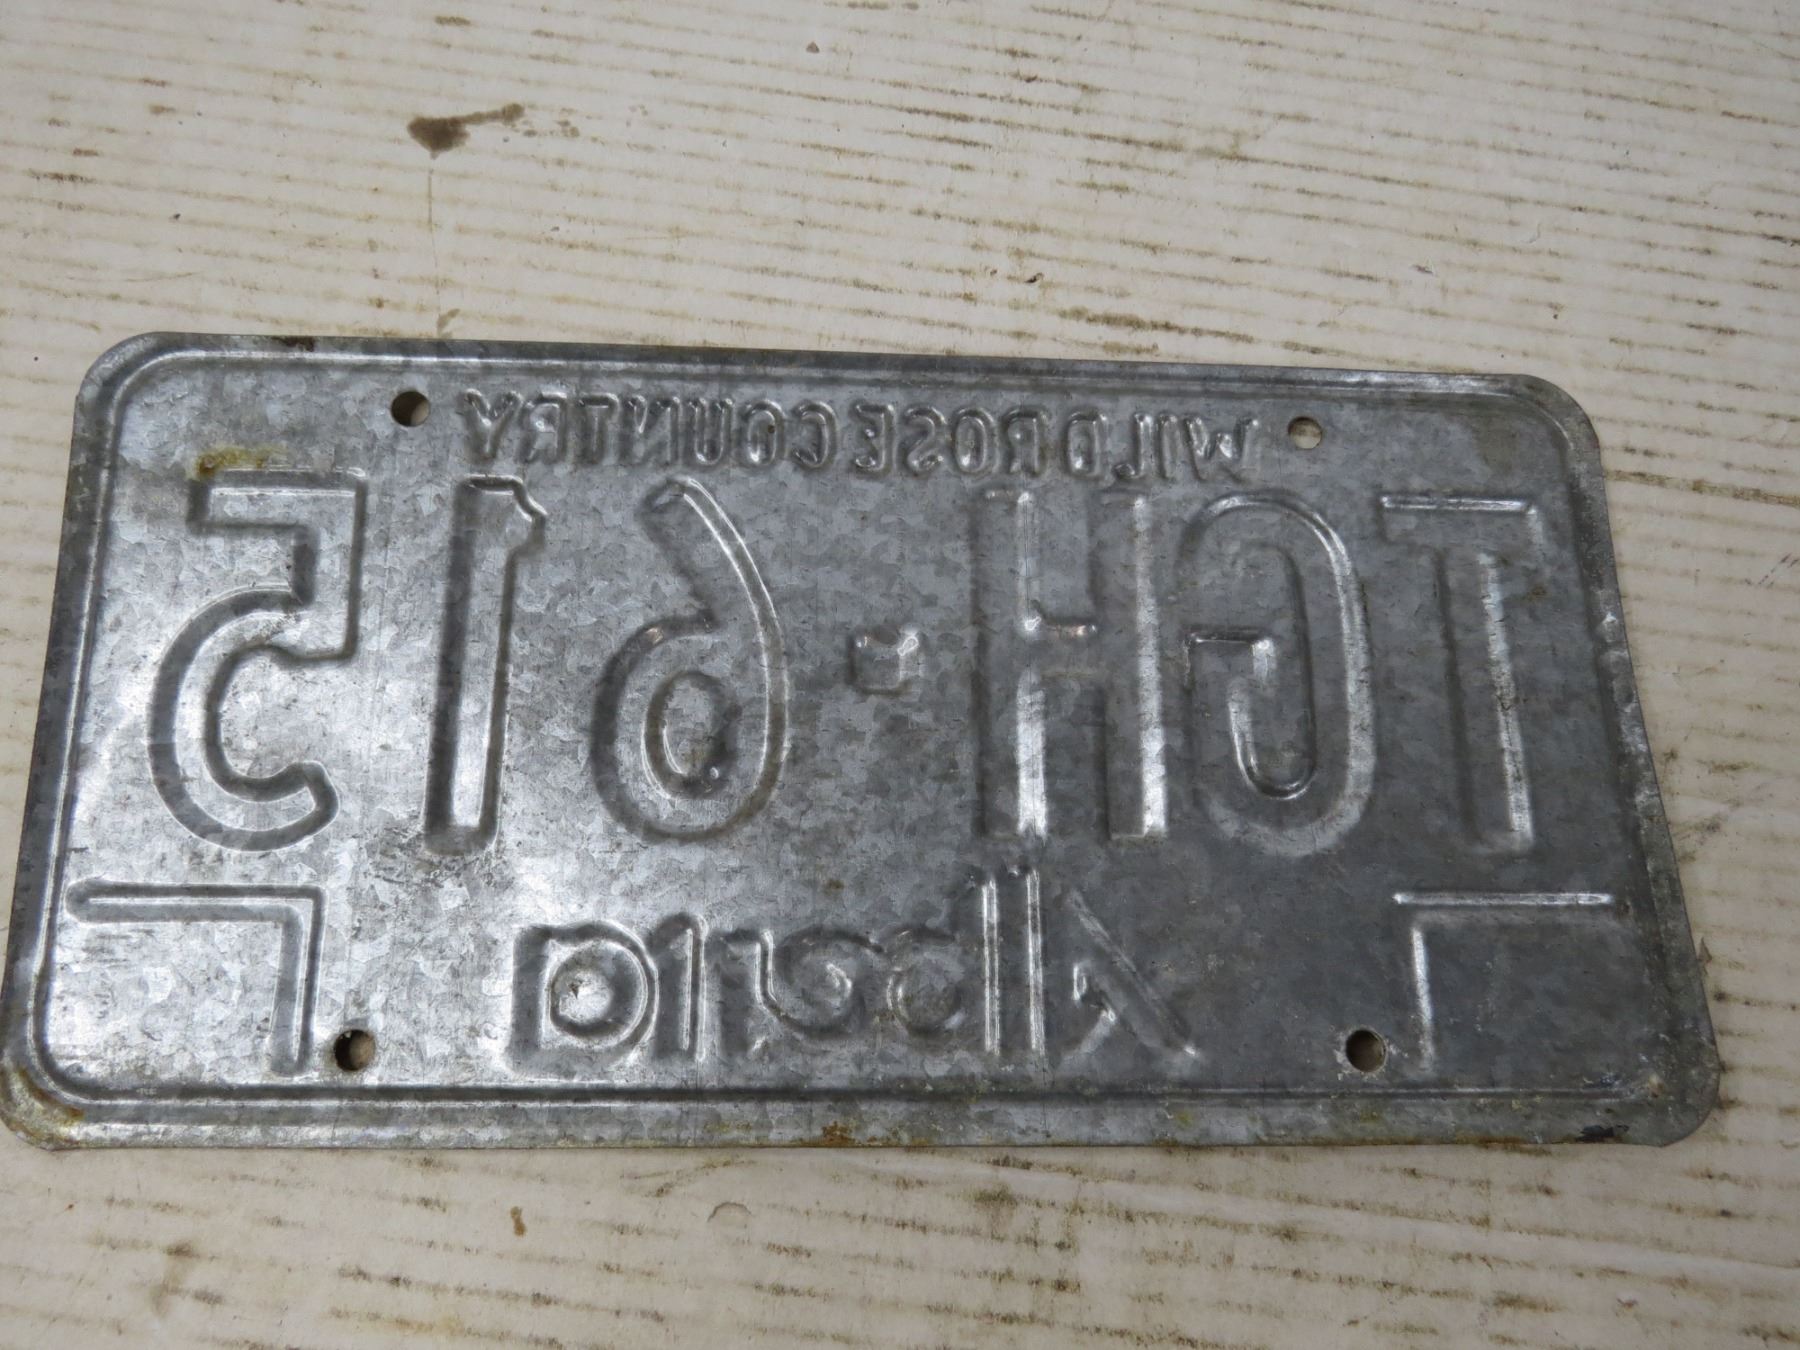 WILD ROSE COUNTRY
TGH-615
Alberta